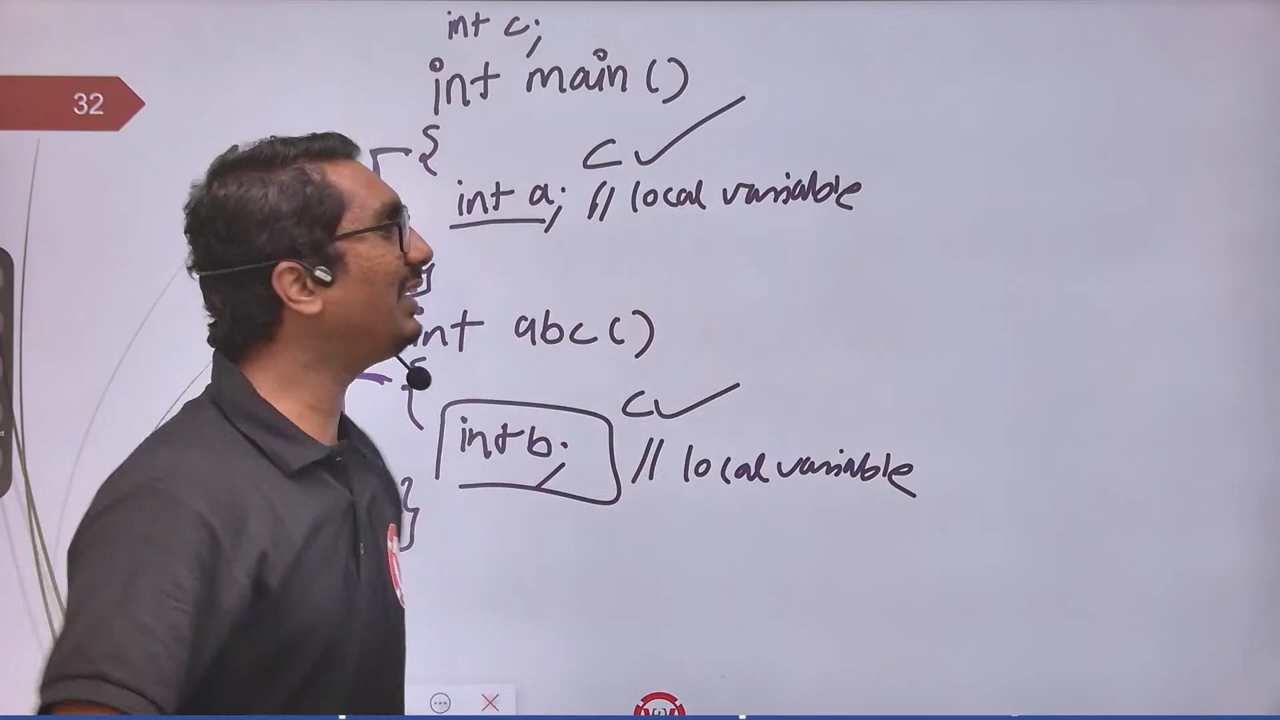 int c;
32
int main ()
{
c
int a; // local variable
}
int abc ()
{
c
int b.
// local variable
}